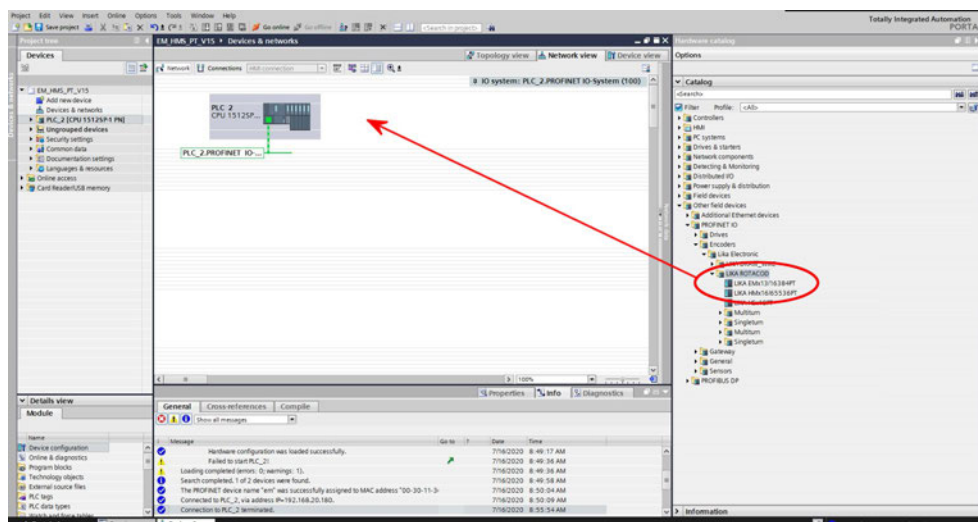 Project Edit View Insert Online Options Tools Window Help
Totally Integrated Automation
PORTA
Save project
Go online
Go offline
<Search in project>
Project tree
EM_HMS_PT_V15 ▸ Devices & networks
Hardware catalog
Devices
Topology view
Network view
Device view
Options
Network
Connections
HMI connection
IO system: PLC_2.PROFINET IO-System (100)
Catalog
<Search>
Filter Profile: <All>
EM_HMS_PT_V15
Add new device
Devices & networks
PLC_2 [CPU 1512SP-1 PN]
Ungrouped devices
Security settings
Common data
Documentation settings
Languages & resources
Online access
Card Reader/USB memory
PLC_2
CPU 1512SP...
PLC_2.PROFINET IO-...
Controllers
HMI
PC systems
Drives & starters
Network components
Detecting & Monitoring
Distributed I/O
Power supply & distribution
Field devices
Other field devices
Additional Ethernet devices
PROFINET IO
Drives
Encoders
Lika Electronic
LIKA ROTACOD
LIKA EMx13/16384PT
LIKA HMx16/65536PT
Multiturn
Singleturn
Multiturn
Singleturn
Gateway
General
Sensors
PROFIBUS DP
100%
Properties
Info
Diagnostics
Details view
Module
General
Cross-references
Compile
Show all messages
Name
Device configuration
Online & diagnostics
Program blocks
Technology objects
External source files
PLC tags
PLC data types
Watch and force tables
! Message Go to ? Date Time
Hardware configuration was loaded successfully. 7/16/2020 8:49:17 AM
Failed to start PLC_2! 7/16/2020 8:49:36 AM
Loading completed (errors: 0; warnings: 1). 7/16/2020 8:49:36 AM
Search completed. 1 of 2 devices were found. 7/16/2020 8:49:58 AM
The PROFINET device name "em" was successfully assigned to MAC address "00-30-11-3 7/16/2020 8:50:04 AM
Connected to PLC_2, via address IP=192.168.20.180. 7/16/2020 8:50:09 AM
Connection to PLC_2 terminated. 7/16/2020 8:55:54 AM
Information